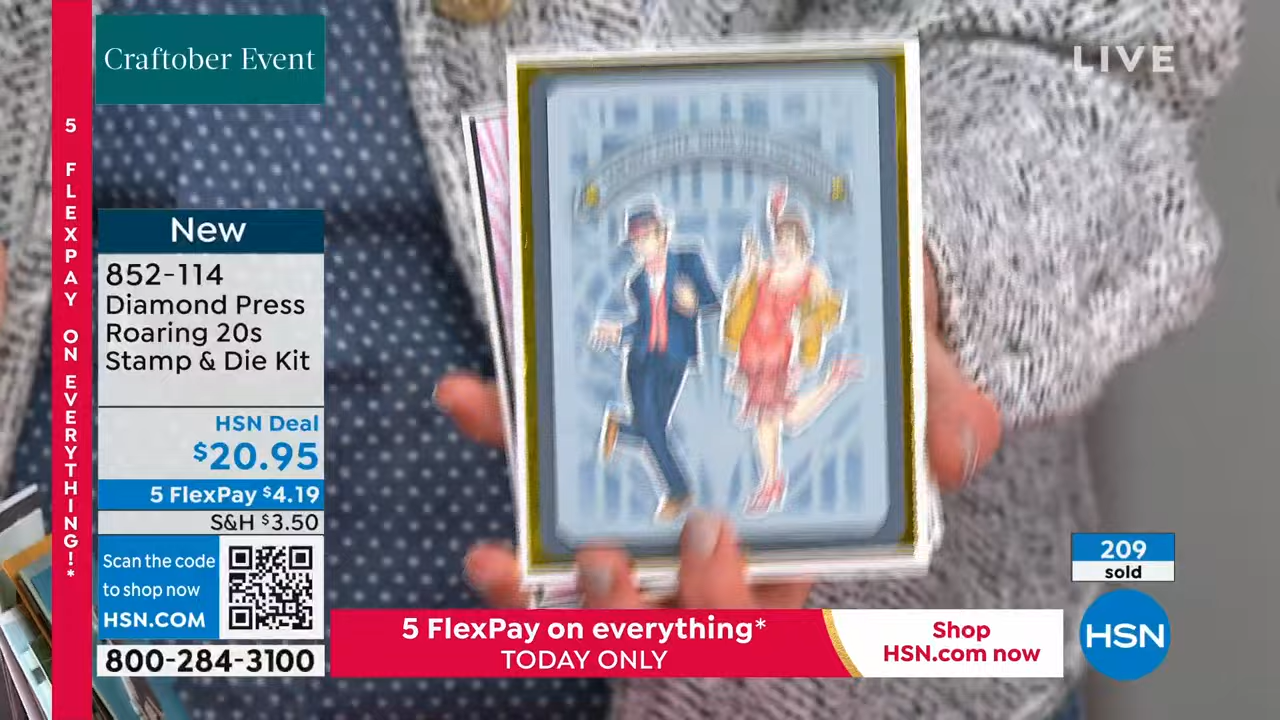 Craftober Event
LIVE
5 FLEXPAY ON EVERYTHING!*
New
852-114
Diamond Press
Roaring 20s
Stamp & Die Kit
HSN Deal
$20.95
5 FlexPay $4.19
S&H $3.50
Scan the code
to shop now
HSN.COM
800-284-3100
5 FlexPay on everything*
TODAY ONLY
Shop
HSN.com now
209
sold
HSN